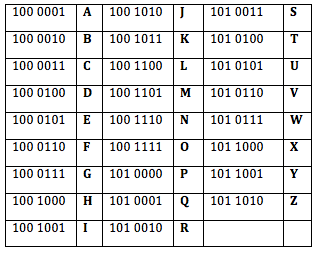 100 0001 A 100 1010 J 101 0011 S
100 0010 B 100 1011 K 101 0100 T
100 0011 C 100 1100 L 101 0101 U
100 0100 D 100 1101 M 101 0110 V
100 0101 E 100 1110 N 101 0111 W
100 0110 F 100 1111 O 101 1000 X
100 0111 G 101 0000 P 101 1001 Y
100 1000 H 101 0001 Q 101 1010 Z
100 1001 I 101 0010 R